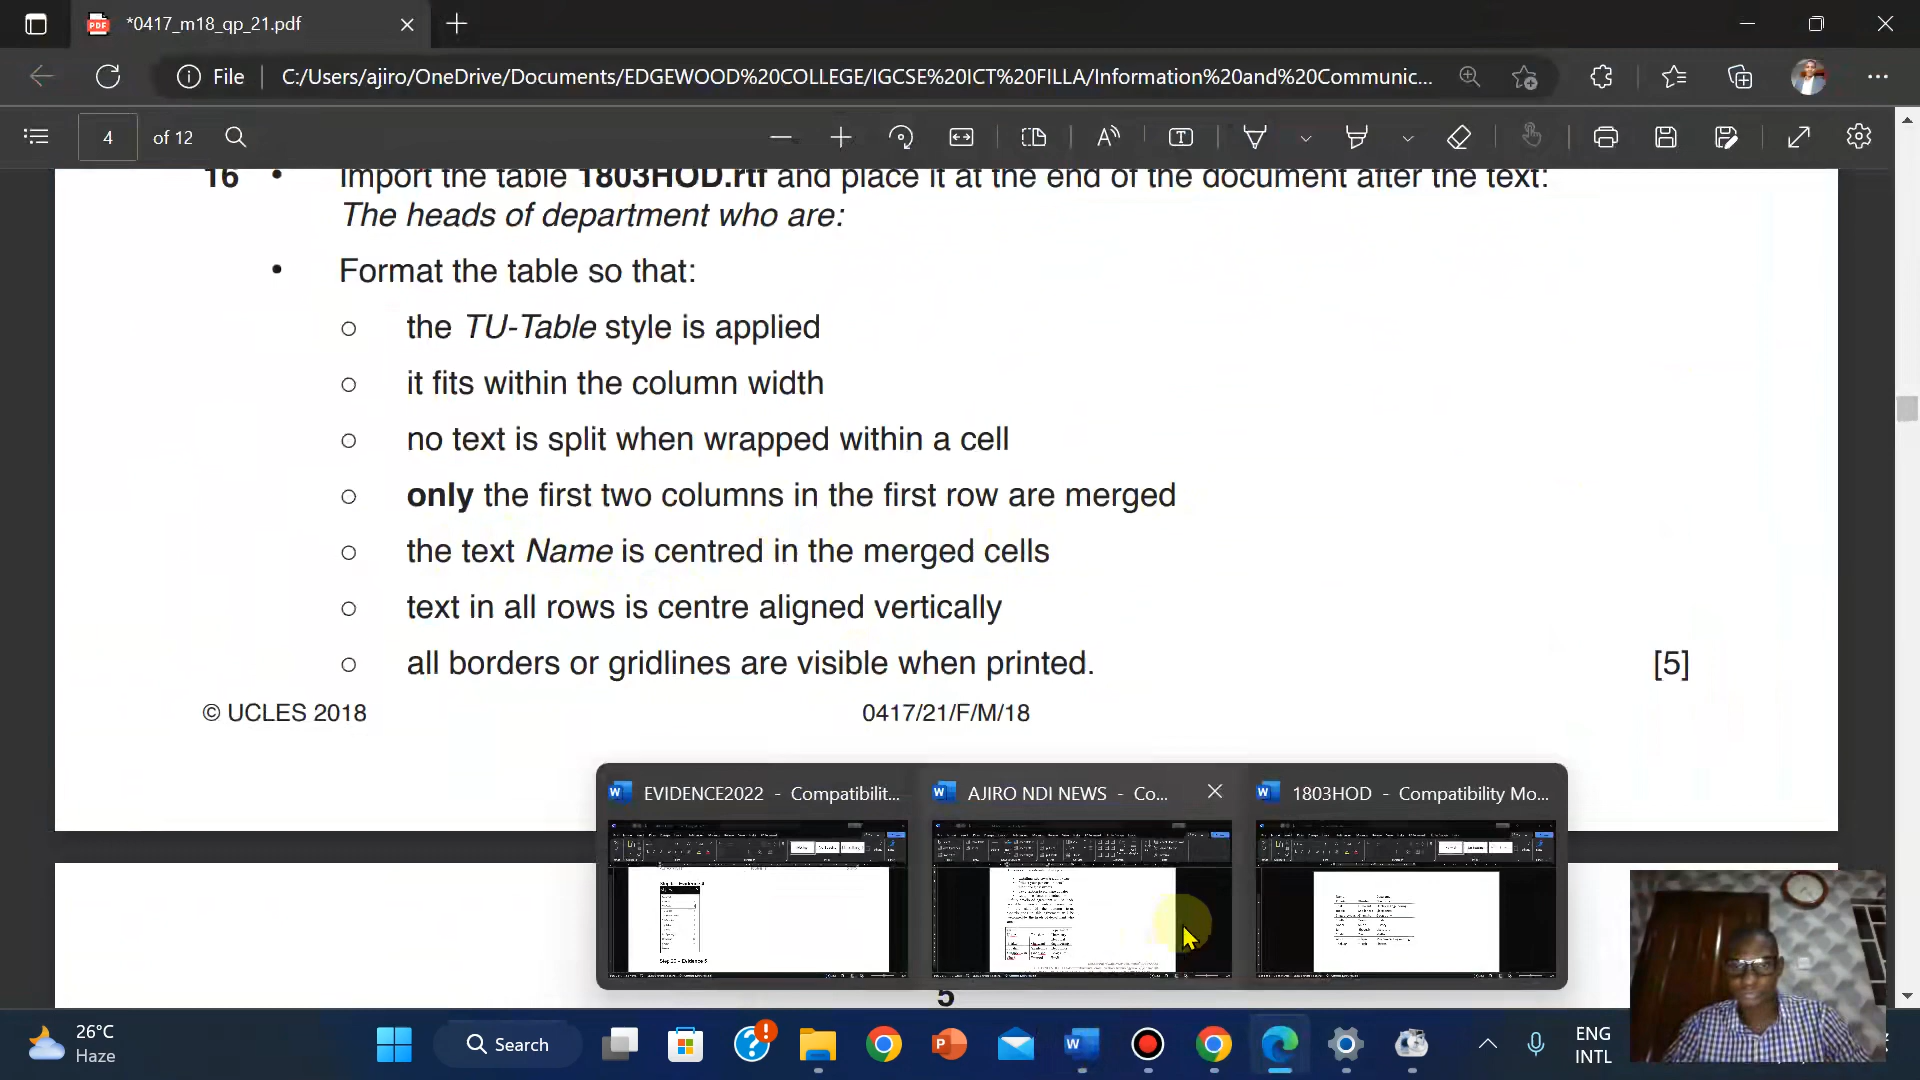 *0417_m18_qp_21.pdf
File
C:/Users/ajiro/OneDrive/Documents/EDGEWOOD%20COLLEGE/IGCSE%20ICT%20FILLA/Information%20and%20Communic...
4 of 12
16 • Import the table 1803HOD.rtf and place it at the end of the document after the text:
The heads of department who are:
• Format the table so that:
○ the TU-Table style is applied
○ it fits within the column width
○ no text is split when wrapped within a cell
○ only the first two columns in the first row are merged
○ the text Name is centred in the merged cells
○ text in all rows is centre aligned vertically
○ all borders or gridlines are visible when printed. [5]
© UCLES 2018 0417/21/F/M/18
EVIDENCE2022 - Compatibilit...
AJIRO NDI NEWS - Co...
1803HOD - Compatibility Mo...
5
26°C
Haze
Search
ENG
INTL